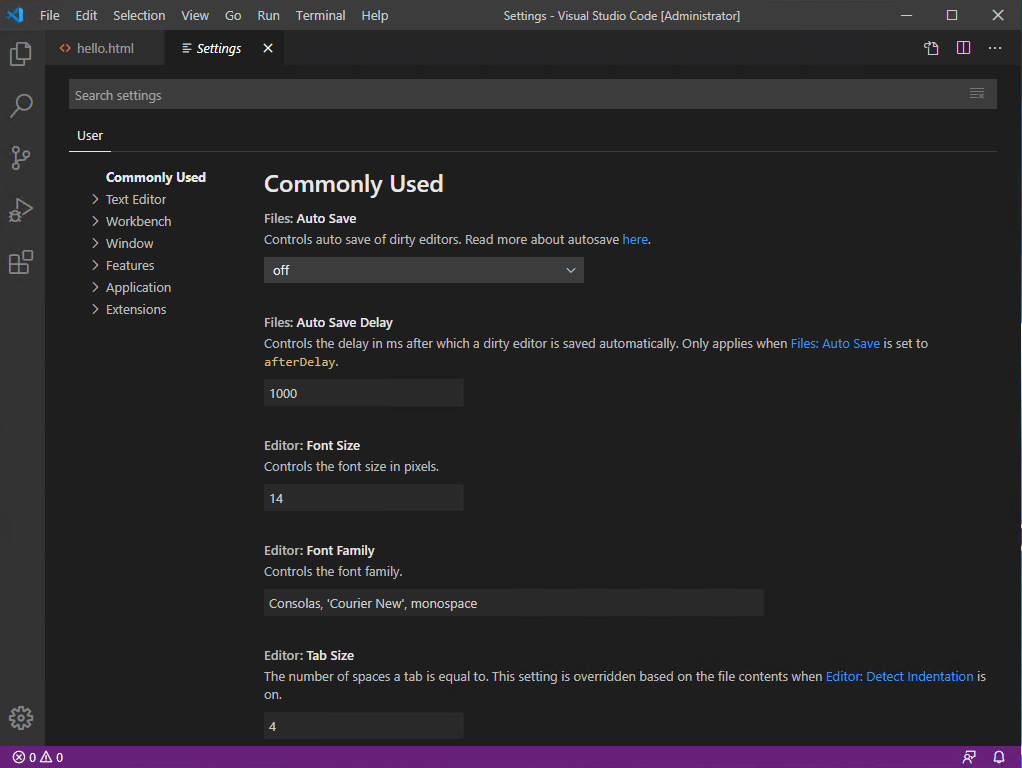 File Edit Selection View Go Run Terminal Help Settings - Visual Studio Code [Administrator]
hello.html Settings
Search settings
User
Commonly Used
Text Editor
Workbench
Window
Features
Application
Extensions
Commonly Used
Files: Auto Save
Controls auto save of dirty editors. Read more about autosave here.
off
Files: Auto Save Delay
Controls the delay in ms after which a dirty editor is saved automatically. Only applies when Files: Auto Save is set to
afterDelay.
1000
Editor: Font Size
Controls the font size in pixels.
14
Editor: Font Family
Controls the font family.
Consolas, 'Courier New', monospace
Editor: Tab Size
The number of spaces a tab is equal to. This setting is overridden based on the file contents when Editor: Detect Indentation is
on.
4
0 0